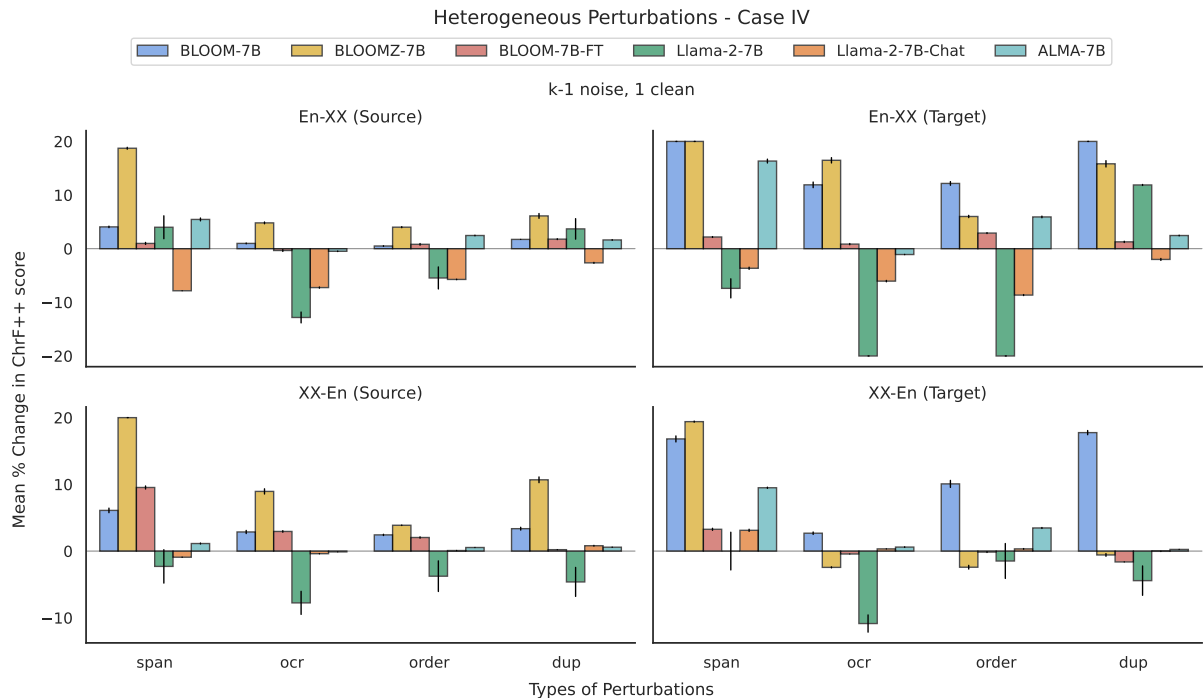 Heterogeneous Perturbations - Case IV
BLOOM-7B BLOOMZ-7B BLOOM-7B-FT Llama-2-7B Llama-2-7B-Chat ALMA-7B
k-1 noise, 1 clean
En-XX (Source) En-XX (Target)
20
10
0
−10
−20
XX-En (Source) XX-En (Target)
20
10
0
−10
Mean % Change in ChrF++ score
span ocr order dup span ocr order dup
Types of Perturbations